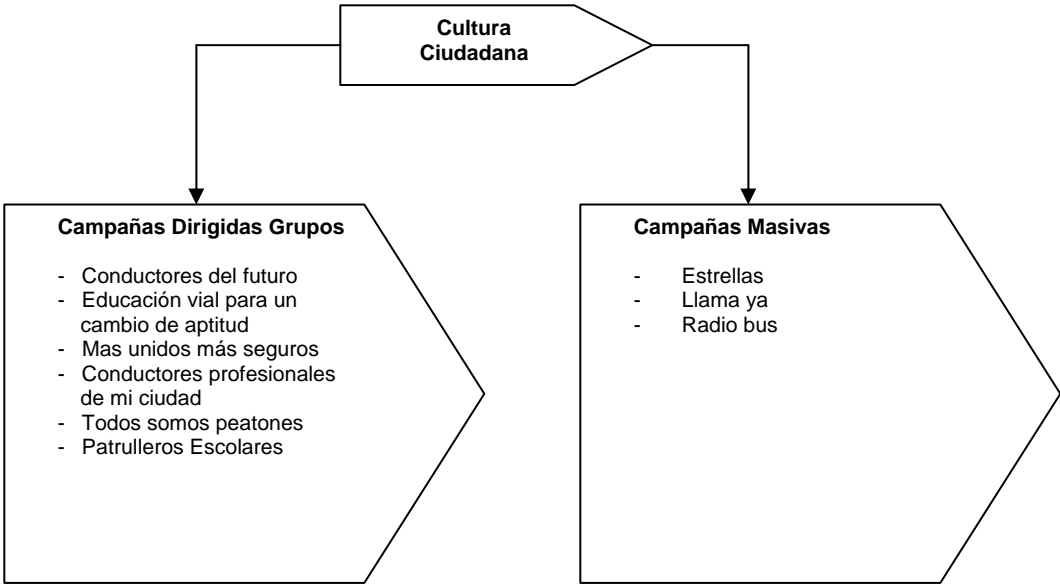 Cultura
Ciudadana
Campañas Dirigidas Grupos
- Conductores del futuro
- Educación vial para un
cambio de aptitud
- Mas unidos más seguros
- Conductores profesionales
de mi ciudad
- Todos somos peatones
- Patrulleros Escolares
Campañas Masivas
- Estrellas
- Llama ya
- Radio bus